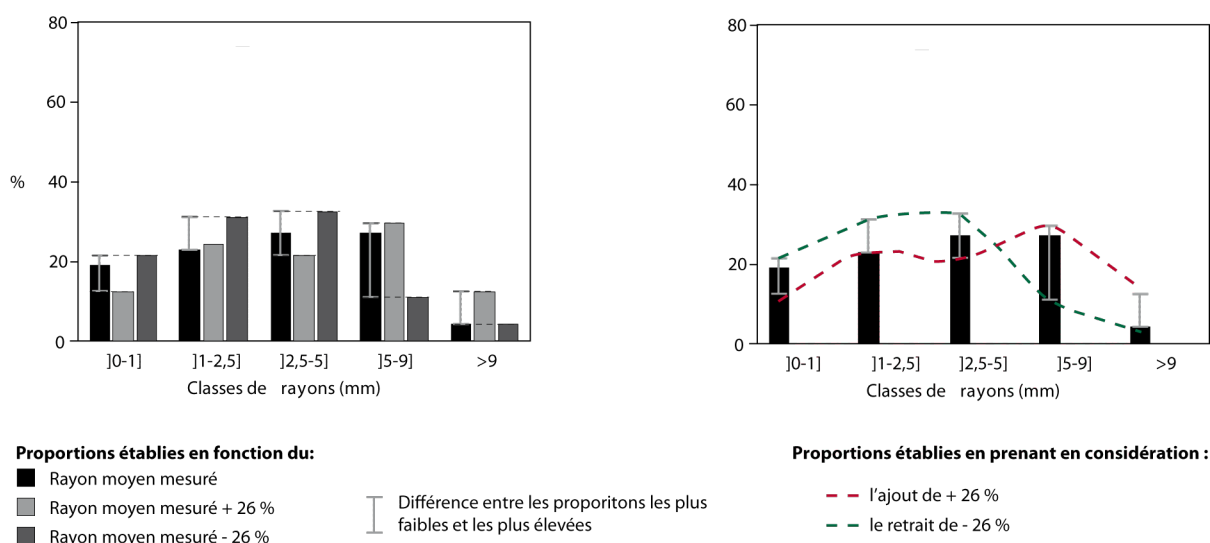 80
60
%
40
20
0
]0-1]
]1-2,5]
]2,5-5]
]5-9]
>9
Classes de rayons (mm)
80
60
40
20
0
]0-1]
]1-2,5]
]2,5-5]
]5-9]
>9
Classes de rayons (mm)
Proportions établies en fonction du:
Rayon moyen mesuré
Rayon moyen mesuré + 26 %
Rayon moyen mesuré - 26 %
Différence entre les proporitons les plus
faibles et les plus élevées
Proportions établies en prenant en considération :
l'ajout de + 26 %
le retrait de - 26 %